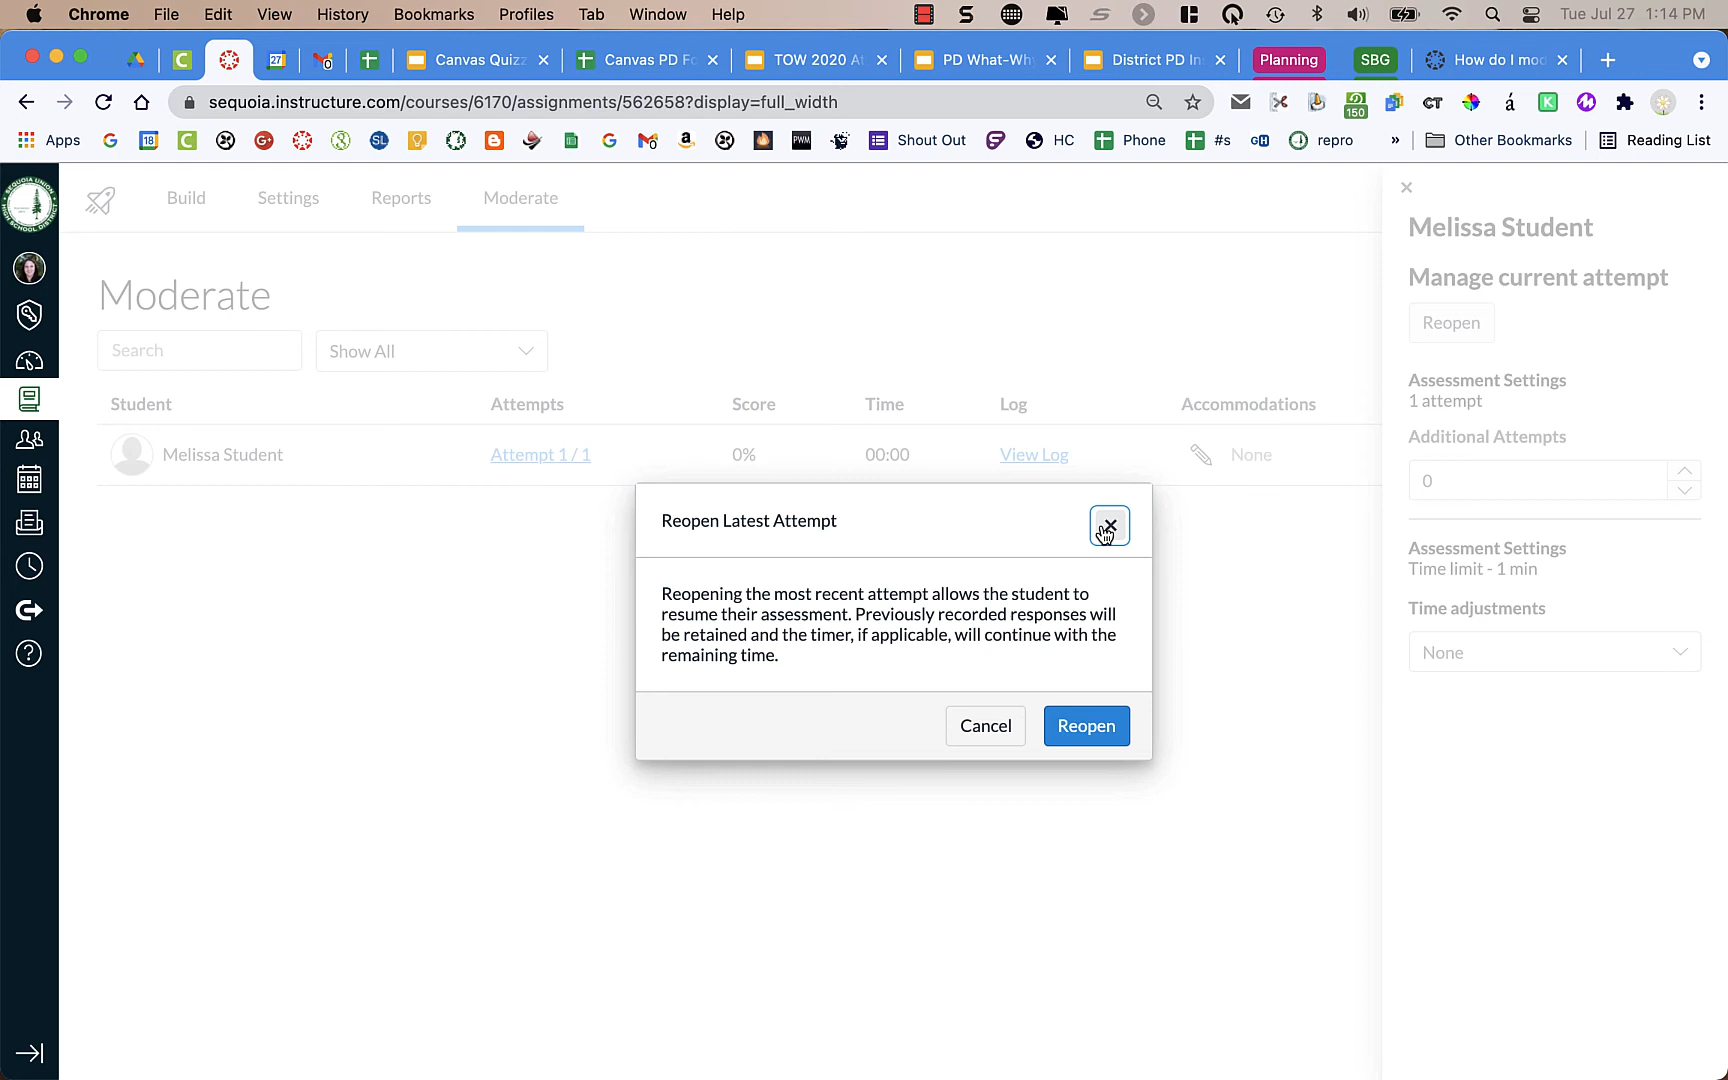 Chrome File Edit View History Bookmarks Profiles Tab Window Help Tue Jul 27 1:14 PM
Canvas Quizz Canvas PD Fo TOW 2020 At PD What-Wh District PD In Planning SBG How do I mod
sequoia.instructure.com/courses/6170/assignments/562658?display=full_width
150
Apps Shout Out HC Phone #s repro » Other Bookmarks Reading List
Build Settings Reports Moderate
Melissa Student
Manage current attempt
Reopen
Moderate
Search Show All
Assessment Settings
1 attempt
Student Attempts Score Time Log Accommodations
Additional Attempts
Melissa Student Attempt 1 / 1 0% 00:00 View Log None
0
Reopen Latest Attempt
Assessment Settings
Time limit - 1 min
Reopening the most recent attempt allows the student to
resume their assessment. Previously recorded responses will
be retained and the timer, if applicable, will continue with the
remaining time.
Time adjustments
None
Cancel Reopen